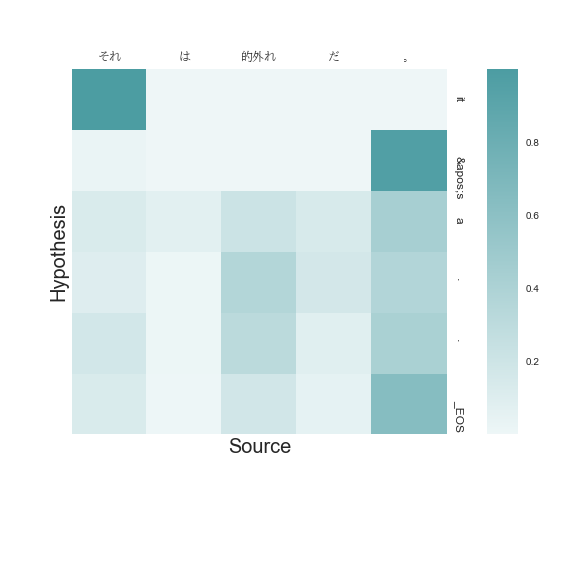 それ は 的外れ だ 。
it
&apos;s
a
.
.
_EOS
Hypothesis
Source
0.8
0.6
0.4
0.2